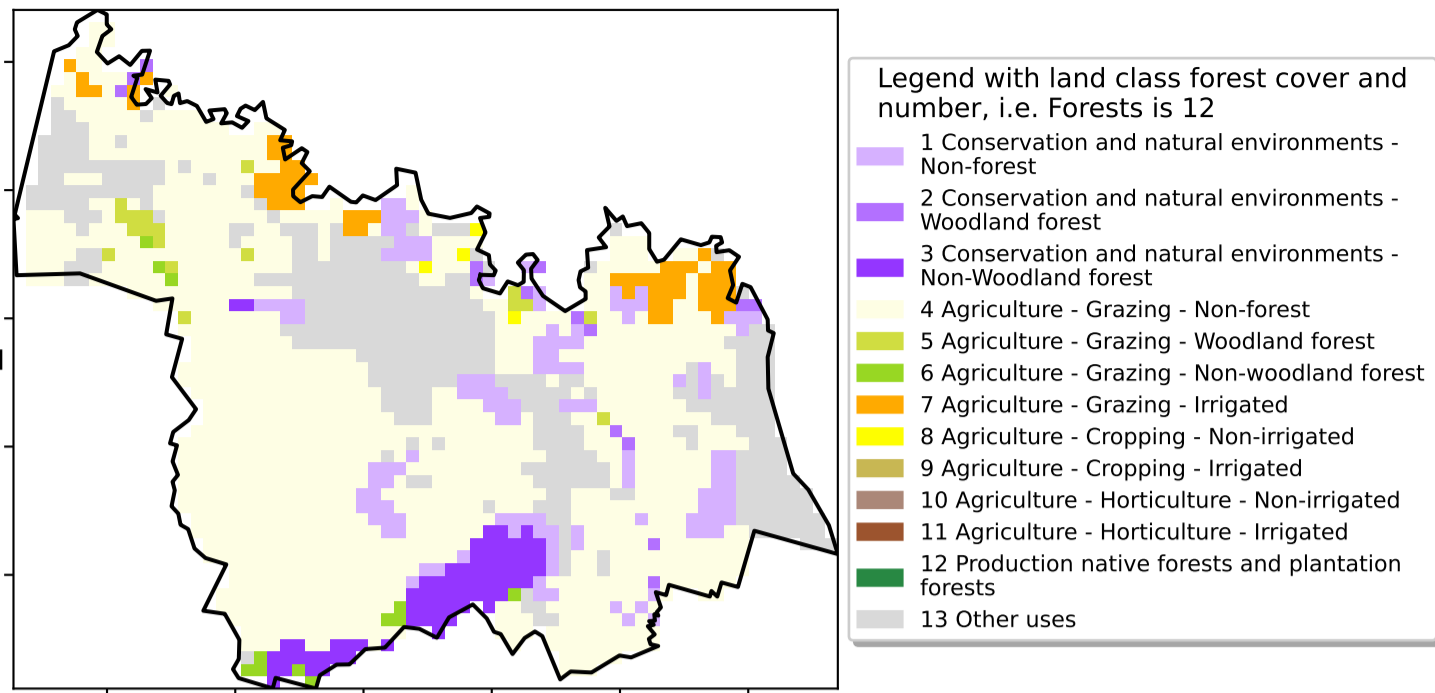 Legend with land class forest cover and
number, i.e. Forests is 12
1 Conservation and natural environments -
Non-forest
2 Conservation and natural environments -
Woodland forest
3 Conservation and natural environments -
Non-Woodland forest
4 Agriculture - Grazing - Non-forest
5 Agriculture - Grazing - Woodland forest
6 Agriculture - Grazing - Non-woodland forest
7 Agriculture - Grazing - Irrigated
8 Agriculture - Cropping - Non-irrigated
9 Agriculture - Cropping - Irrigated
10 Agriculture - Horticulture - Non-irrigated
11 Agriculture - Horticulture - Irrigated
12 Production native forests and plantation
forests
13 Other uses